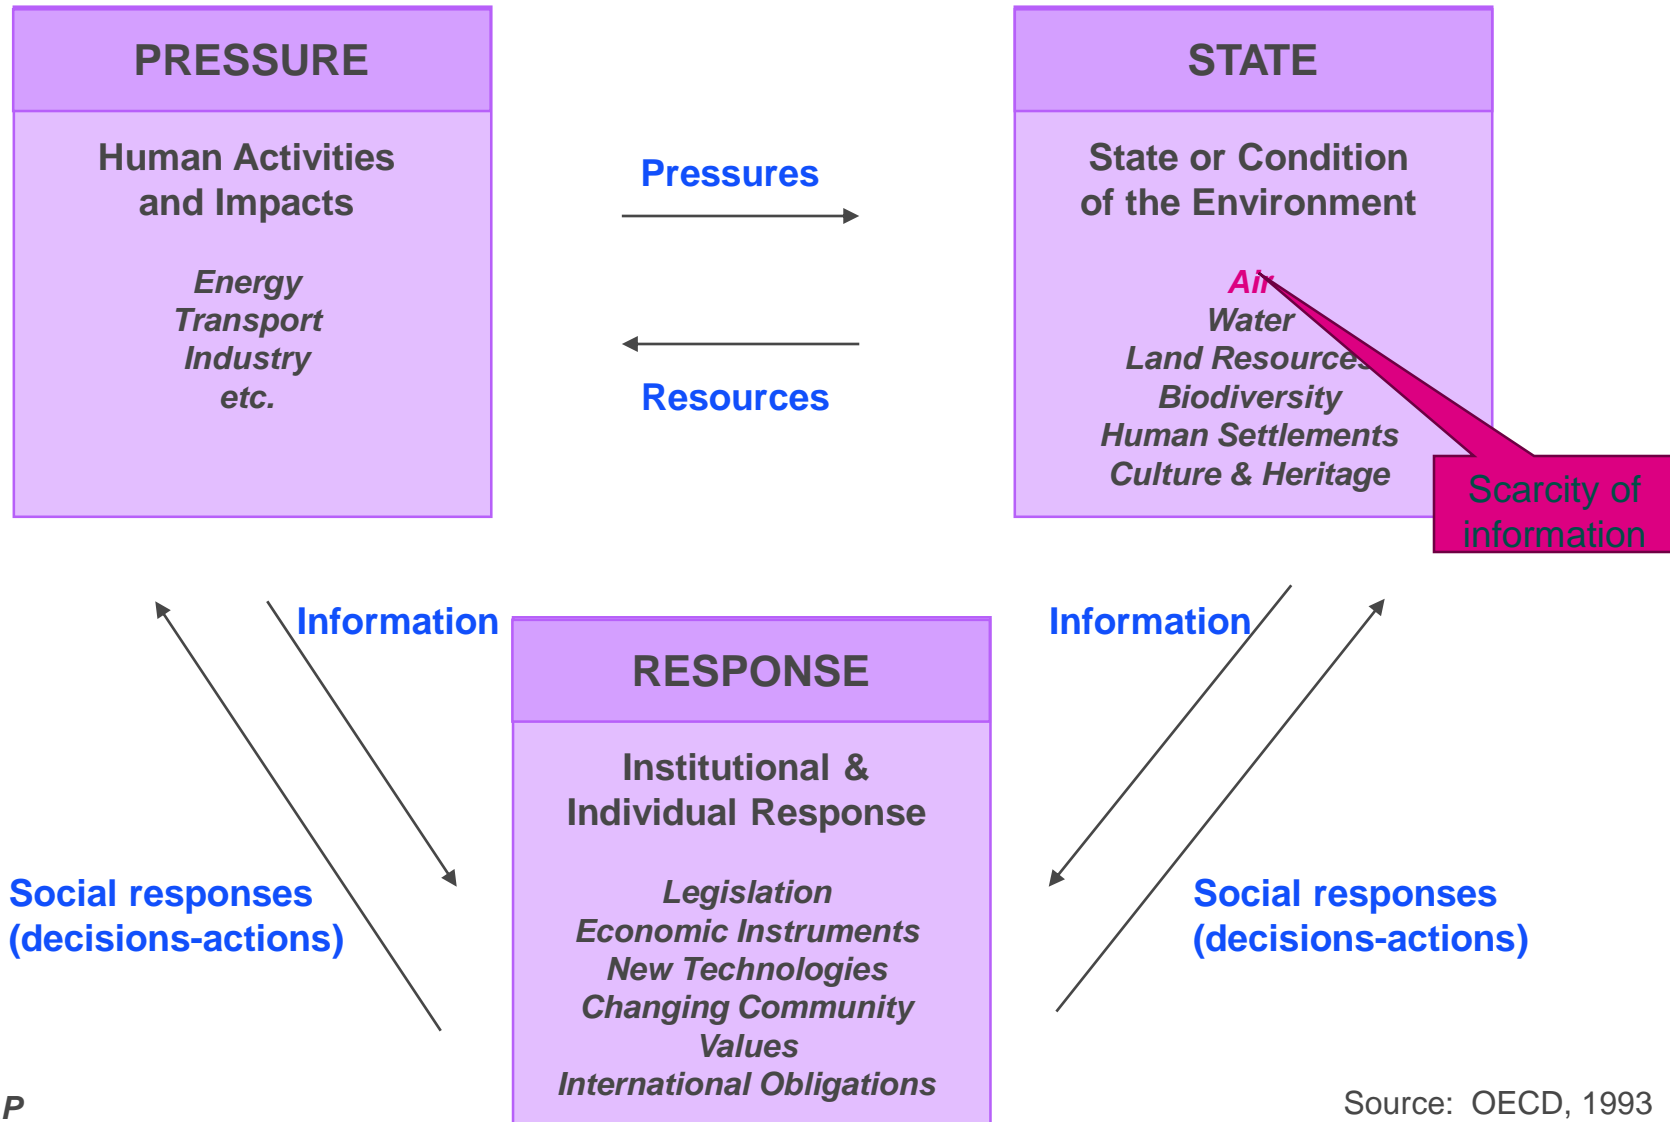 PRESSURE
Human Activities
and Impacts
Energy
Transport
Industry
etc.
Pressures
Resources
STATE
State or Condition
of the Environment
Air
Water
Land Resources
Biodiversity
Human Settlements
Culture & Heritage
Scarcity of
information
Information
Information
RESPONSE
Institutional &
Individual Response
Legislation
Economic Instruments
New Technologies
Changing Community
Values
International Obligations
Social responses
(decisions-actions)
Social responses
(decisions-actions)
P
Source: OECD, 1993